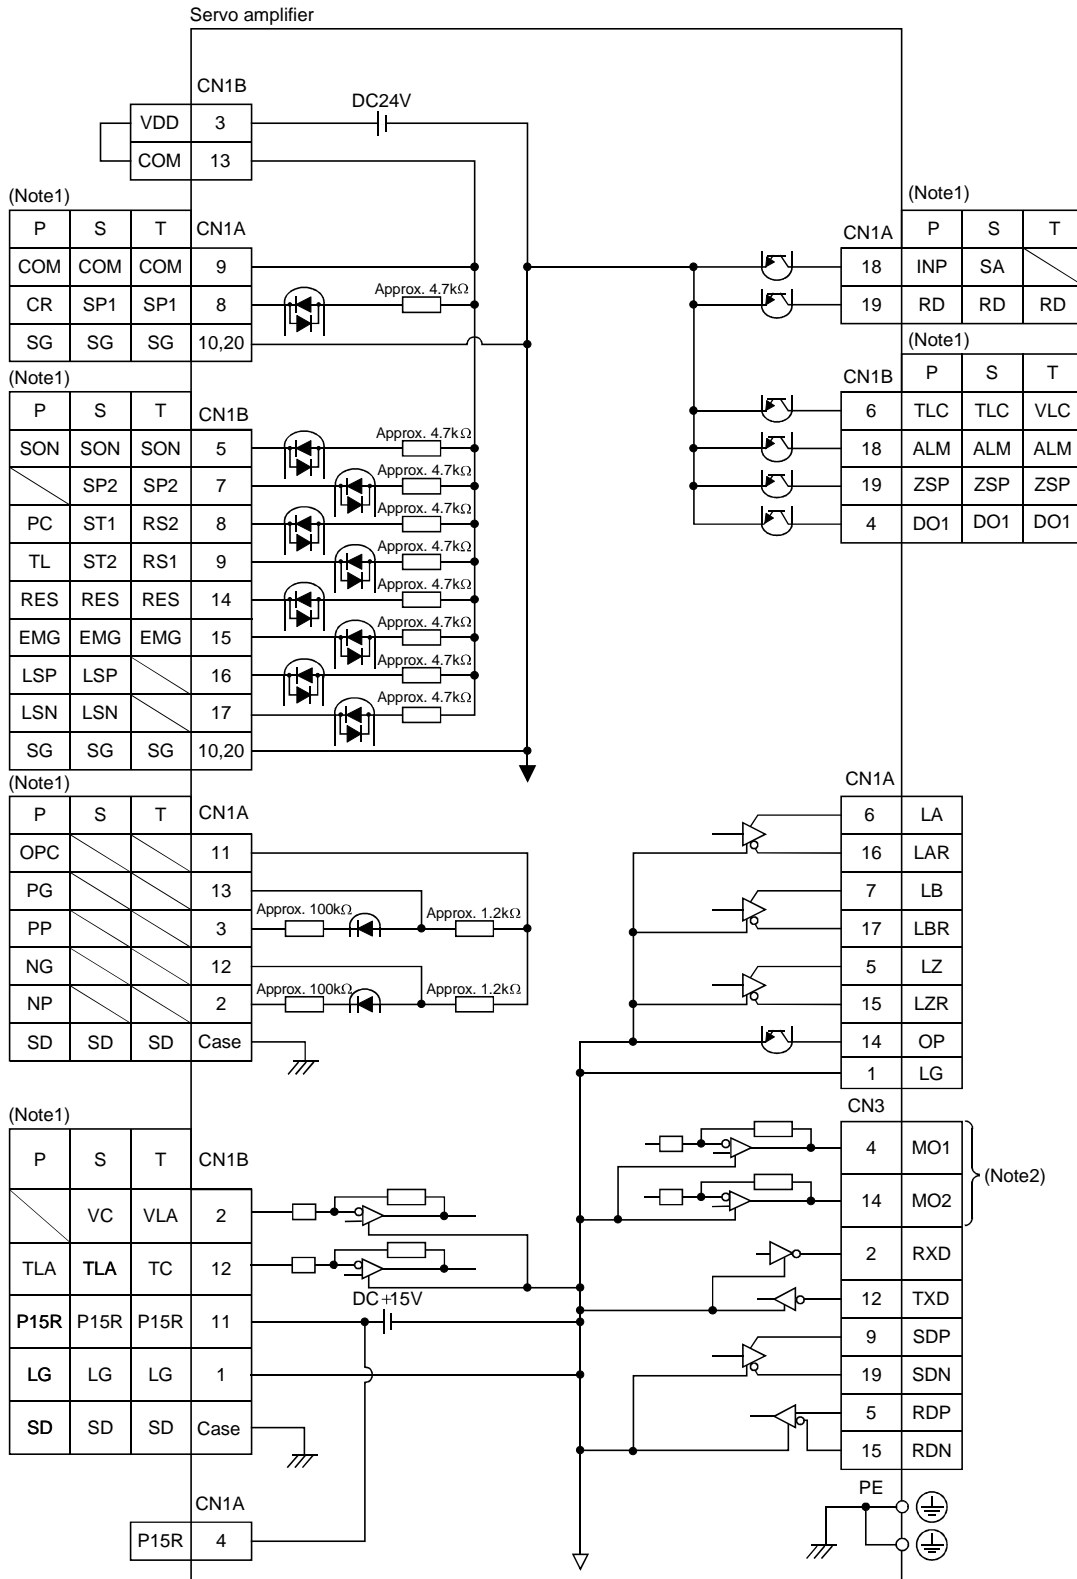 Servo amplifier
CN1B
DC24V
VDD 3
COM 13
(Note1)
P S T CN1A
COM COM COM 9
CR SP1 SP1 8 Approx. 4.7kΩ
SG SG SG 10,20
(Note1)
P S T CN1B
SON SON SON 5 Approx. 4.7kΩ
SP2 SP2 7 Approx. 4.7kΩ
PC ST1 RS2 8 Approx. 4.7kΩ
TL ST2 RS1 9 Approx. 4.7kΩ
RES RES RES 14 Approx. 4.7kΩ
EMG EMG EMG 15 Approx. 4.7kΩ
LSP LSP 16 Approx. 4.7kΩ
LSN LSN 17 Approx. 4.7kΩ
SG SG SG 10,20
(Note1)
P S T CN1A
OPC 11
PG 13
PP 3 Approx. 100kΩ Approx. 1.2kΩ
NG 12
NP 2 Approx. 100kΩ Approx. 1.2kΩ
SD SD SD Case
(Note1)
P S T CN1B
VC VLA 2
TLA TLA TC 12
DC+15V
P15R P15R P15R 11
LG LG LG 1
SD SD SD Case
CN1A
P15R 4
(Note1)
CN1A P S T
18 INP SA
19 RD RD RD
(Note1)
CN1B P S T
6 TLC TLC VLC
18 ALM ALM ALM
19 ZSP ZSP ZSP
4 DO1 DO1 DO1
CN1A
6 LA
16 LAR
7 LB
17 LBR
5 LZ
15 LZR
14 OP
1 LG
CN3
4 MO1
14 MO2
(Note2)
2 RXD
12 TXD
9 SDP
19 SDN
5 RDP
15 RDN
PE